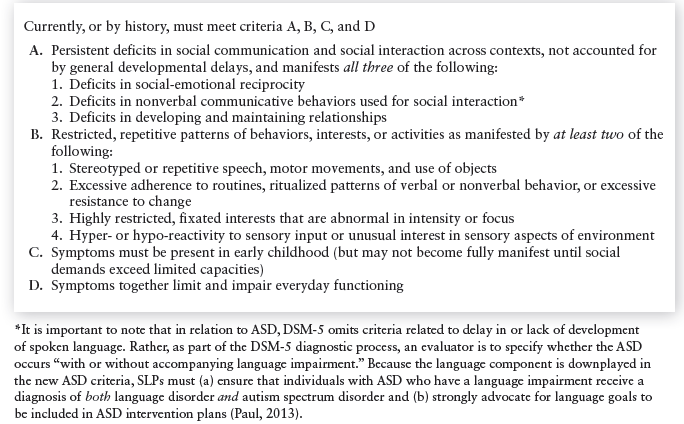 Currently, or by history, must meet criteria A, B, C, and D
A. Persistent deficits in social communication and social interaction across contexts, not accounted for
by general developmental delays, and manifests all three of the following:
1. Deficits in social-emotional reciprocity
2. Deficits in nonverbal communicative behaviors used for social interaction*
3. Deficits in developing and maintaining relationships
B. Restricted, repetitive patterns of behaviors, interests, or activities as manifested by at least two of the
following:
1. Stereotyped or repetitive speech, motor movements, and use of objects
2. Excessive adherence to routines, ritualized patterns of verbal or nonverbal behavior, or excessive
resistance to change
3. Highly restricted, fixated interests that are abnormal in intensity or focus
4. Hyper- or hypo-reactivity to sensory input or unusual interest in sensory aspects of environment
C. Symptoms must be present in early childhood (but may not become fully manifest until social
demands exceed limited capacities)
D. Symptoms together limit and impair everyday functioning
*It is important to note that in relation to ASD, DSM-5 omits criteria related to delay in or lack of development
of spoken language. Rather, as part of the DSM-5 diagnostic process, an evaluator is to specify whether the ASD
occurs “with or without accompanying language impairment.” Because the language component is downplayed in
the new ASD criteria, SLPs must (a) ensure that individuals with ASD who have a language impairment receive a
diagnosis of both language disorder and autism spectrum disorder and (b) strongly advocate for language goals to
be included in ASD intervention plans (Paul, 2013).